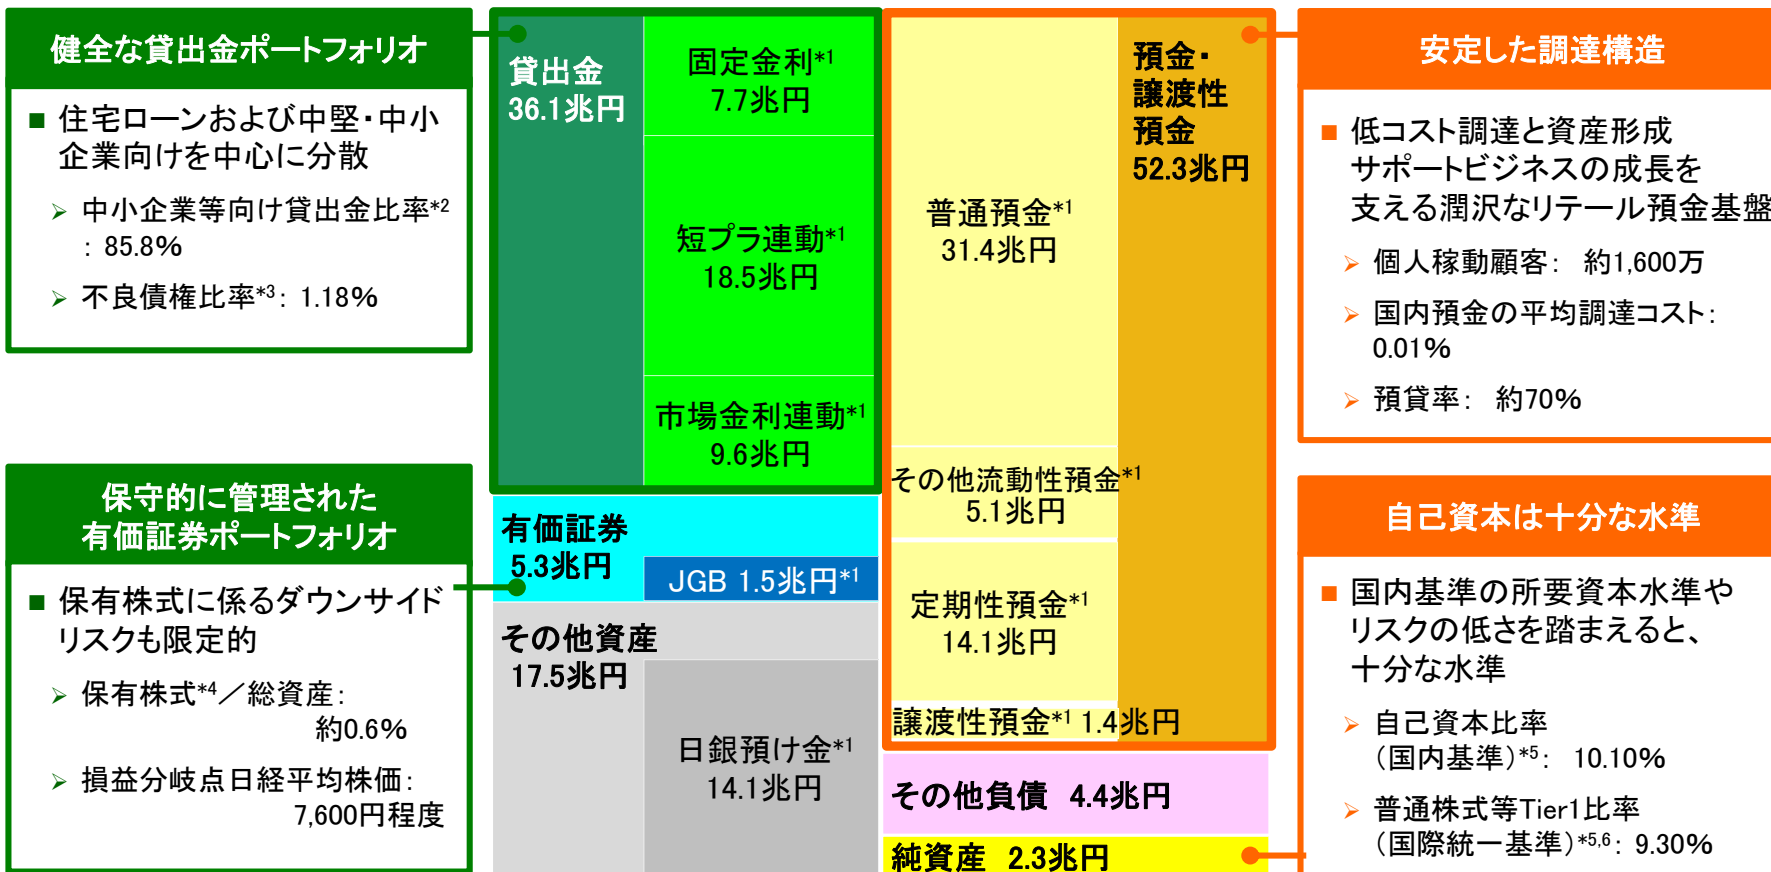 健全な貸出金ポートフォリオ
■ 住宅ローンおよび中堅・中小
企業向けを中心に分散
➢ 中小企業等向け貸出金比率*2
: 85.8%
➢ 不良債権比率*3: 1.18%
保守的に管理された
有価証券ポートフォリオ
■ 保有株式に係るダウンサイド
リスクも限定的
➢ 保有株式*4／総資産:
約0.6%
➢ 損益分岐点日経平均株価:
7,600円程度
貸出金
36.1兆円
固定金利*1
7.7兆円
短プラ連動*1
18.5兆円
市場金利連動*1
9.6兆円
有価証券
5.3兆円
JGB 1.5兆円*1
その他資産
17.5兆円
日銀預け金*1
14.1兆円
預金・
譲渡性
預金
52.3兆円
普通預金*1
31.4兆円
その他流動性預金*1
5.1兆円
定期性預金*1
14.1兆円
譲渡性預金*1 1.4兆円
その他負債 4.4兆円
純資産 2.3兆円
安定した調達構造
■ 低コスト調達と資産形成
サポートビジネスの成長を
支える潤沢なリテール預金基盤
➢ 個人稼動顧客: 約1,600万
➢ 国内預金の平均調達コスト:
0.01%
➢ 預貸率: 約70%
自己資本は十分な水準
■ 国内基準の所要資本水準や
リスクの低さを踏まえると、
十分な水準
➢ 自己資本比率
（国内基準）*5: 10.10%
➢ 普通株式等Tier1比率
（国際統一基準）*5,6: 9.30%